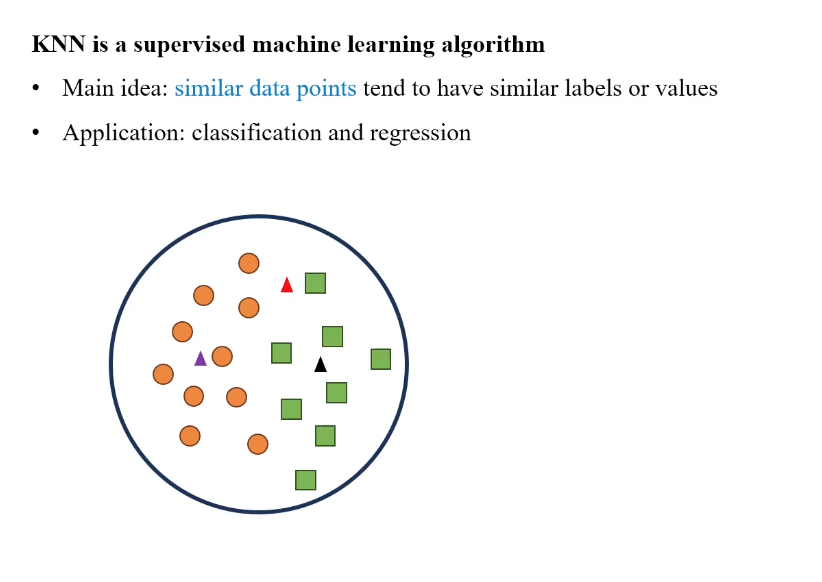 KNN is a supervised machine learning algorithm
• Main idea: similar data points tend to have similar labels or values
• Application: classification and regression